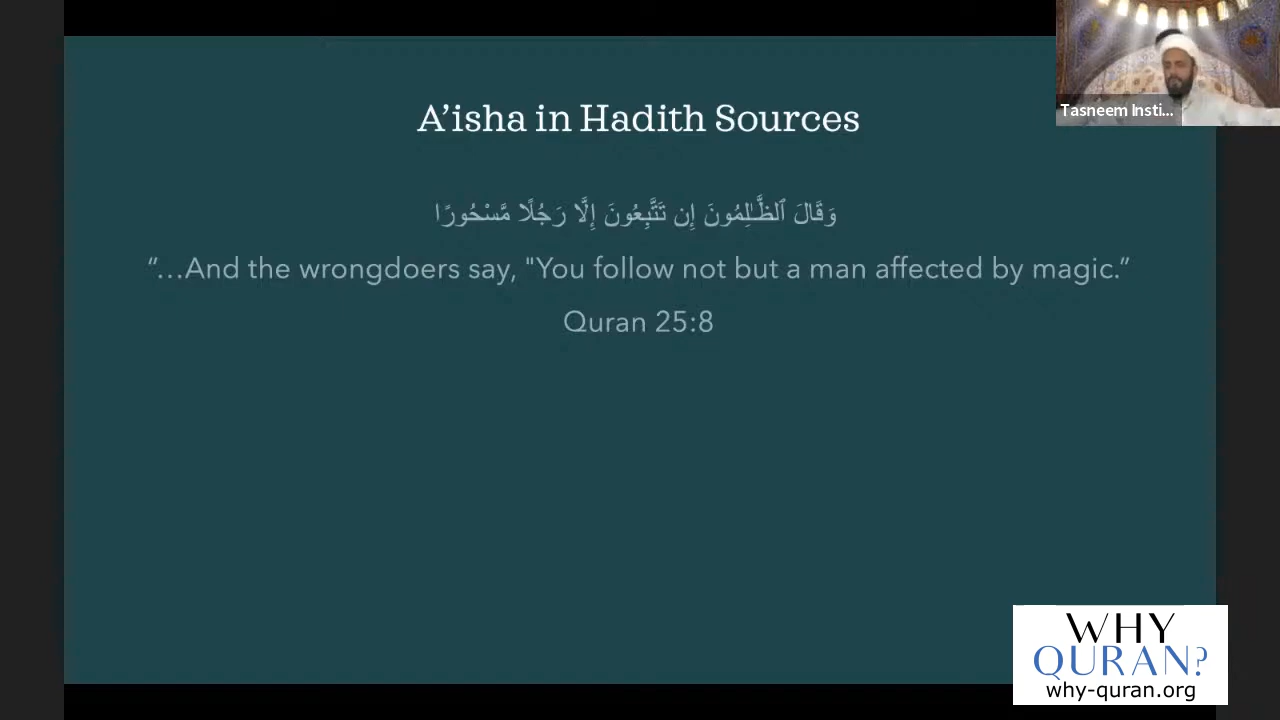 Tasneem Insti...
A’isha in Hadith Sources
وَقَالَ ٱلظَّـٰلِمُونَ إِن تَتَّبِعُونَ إِلَّا رَجُلًا مَّسْحُورًا
“...And the wrongdoers say, "You follow not but a man affected by magic.”
Quran 25:8
WHY
QURAN?
why-quran.org